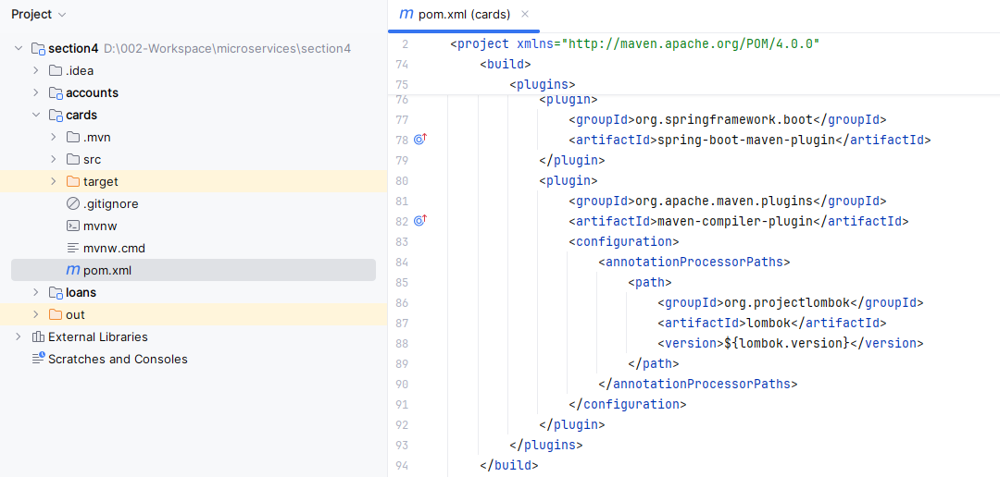 Project
section4 D:\002-Workspace\microservices\section4
.idea
accounts
cards
.mvn
src
target
.gitignore
mvnw
mvnw.cmd
m pom.xml
loans
out
External Libraries
Scratches and Consoles
m pom.xml (cards)
2 <project xmlns="http://maven.apache.org/POM/4.0.0"
74 <build>
75 <plugins>
76 <plugin>
77 <groupId>org.springframework.boot</groupId>
78 <artifactId>spring-boot-maven-plugin</artifactId>
79 </plugin>
80 <plugin>
81 <groupId>org.apache.maven.plugins</groupId>
82 <artifactId>maven-compiler-plugin</artifactId>
83 <configuration>
84 <annotationProcessorPaths>
85 <path>
86 <groupId>org.projectlombok</groupId>
87 <artifactId>lombok</artifactId>
88 <version>${lombok.version}</version>
89 </path>
90 </annotationProcessorPaths>
91 </configuration>
92 </plugin>
93 </plugins>
94 </build>